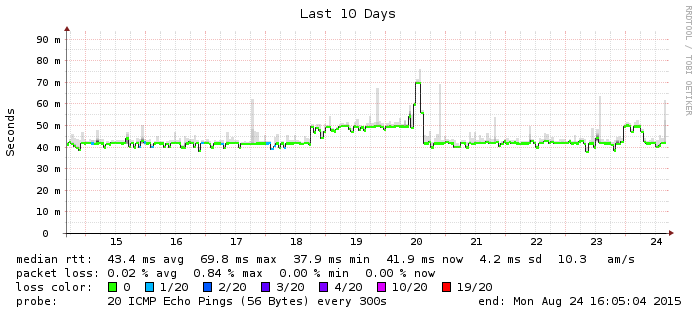 Last 10 Days
RRDTOOL / TOBI OETIKER
Seconds
90 m
80 m
70 m
60 m
50 m
40 m
30 m
20 m
10 m
0
15 16 17 18 19 20 21 22 23 24
median rtt: 43.4 ms avg 69.8 ms max 37.9 ms min 41.9 ms now 4.2 ms sd 10.3 am/s
packet loss: 0.02 % avg 0.84 % max 0.00 % min 0.00 % now
loss color: 0 1/20 2/20 3/20 4/20 10/20 19/20
probe: 20 ICMP Echo Pings (56 Bytes) every 300s end: Mon Aug 24 16:05:04 2015